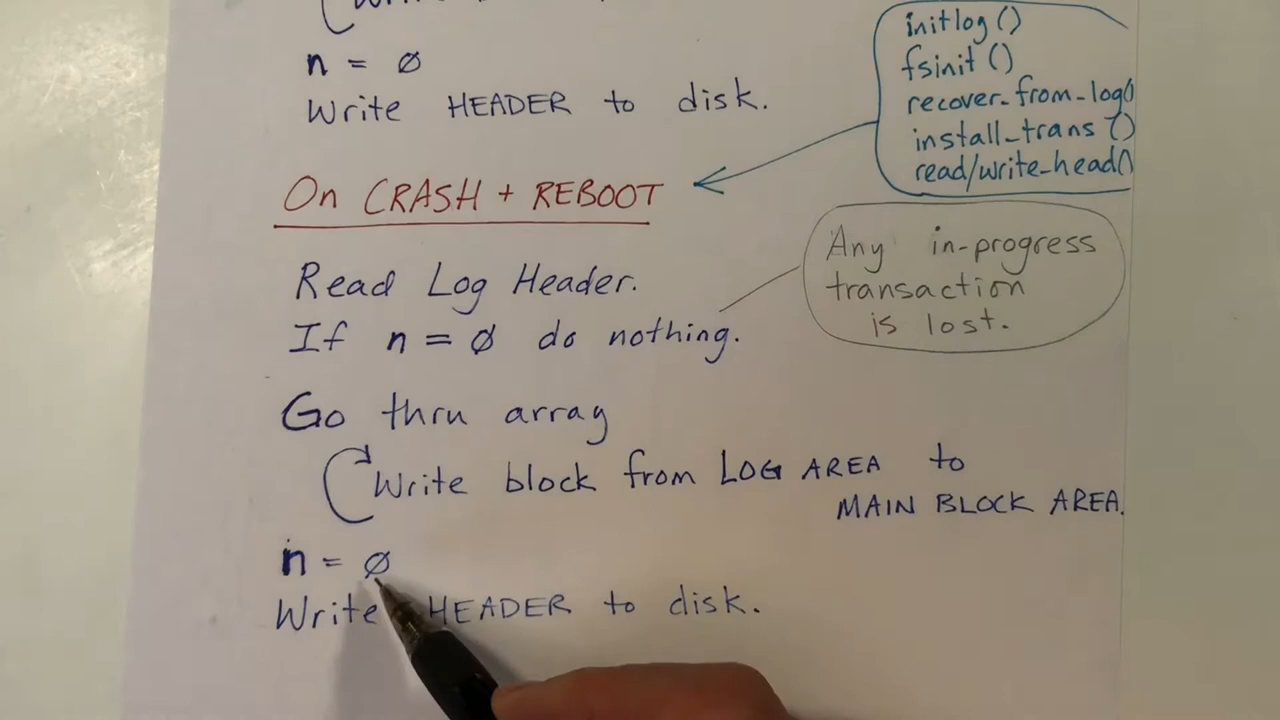 n = ∅
Write HEADER to disk.
initlog()
fsinit()
recover_from_log()
install_trans()
read/write_head()
On CRASH + REBOOT
Read Log Header.
If n = ∅ do nothing.
Any in-progress
transaction
is lost.
Go thru array
Write block from LOG AREA to
MAIN BLOCK AREA.
n = ∅
Write HEADER to disk.